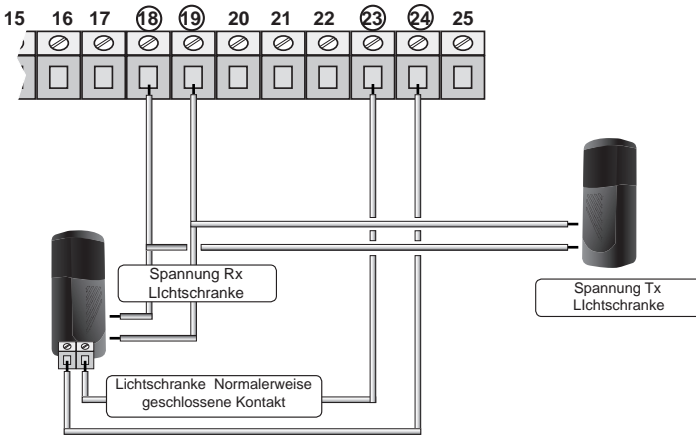 15 16 17 18 19 20 21 22 23 24 25
Spannung Rx
LIchtschranke
Spannung Tx
LIchtschranke
Lichtschranke Normalerweise
geschlossene Kontakt